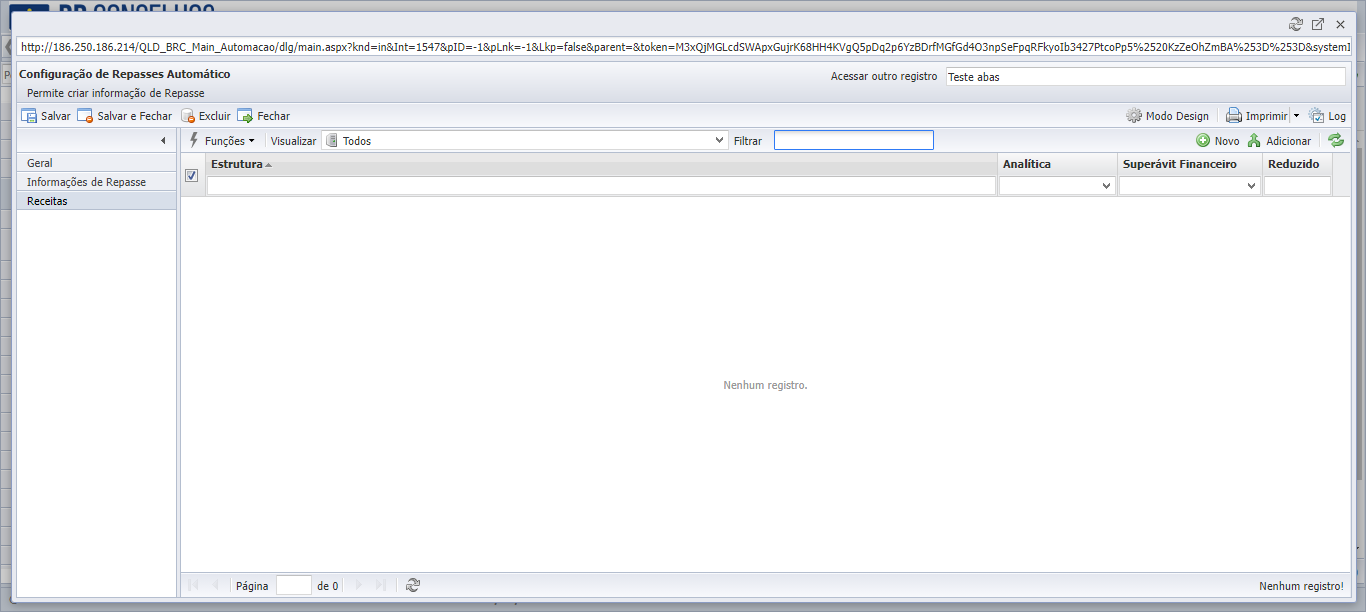 http://186.250.186.214/QLD_BRC_Main_Automacao/dlg/main.aspx?knd=in&Int=1547&pID=-1&pLnk=-1&Lkp=false&parent=&token=M3xQjMGLcdSWApxGujrK68HH4KVgQ5pDq2p6YzBDrfMGfGd4O3npSeFpqRFkyoIb3427PtcoPp5%2520KzZeOhZmBA%253D%253D&systemI
Configuração de Repasses Automático
Acessar outro registro Teste abas
Permite criar informação de Repasse
Salvar Salvar e Fechar Excluir Fechar Modo Design Imprimir Log
Funções Visualizar Todos Filtrar Novo Adicionar
Geral
Informações de Repasse
Receitas
Estrutura Analítica Superávit Financeiro Reduzido
Nenhum registro.
Página de 0 Nenhum registro!